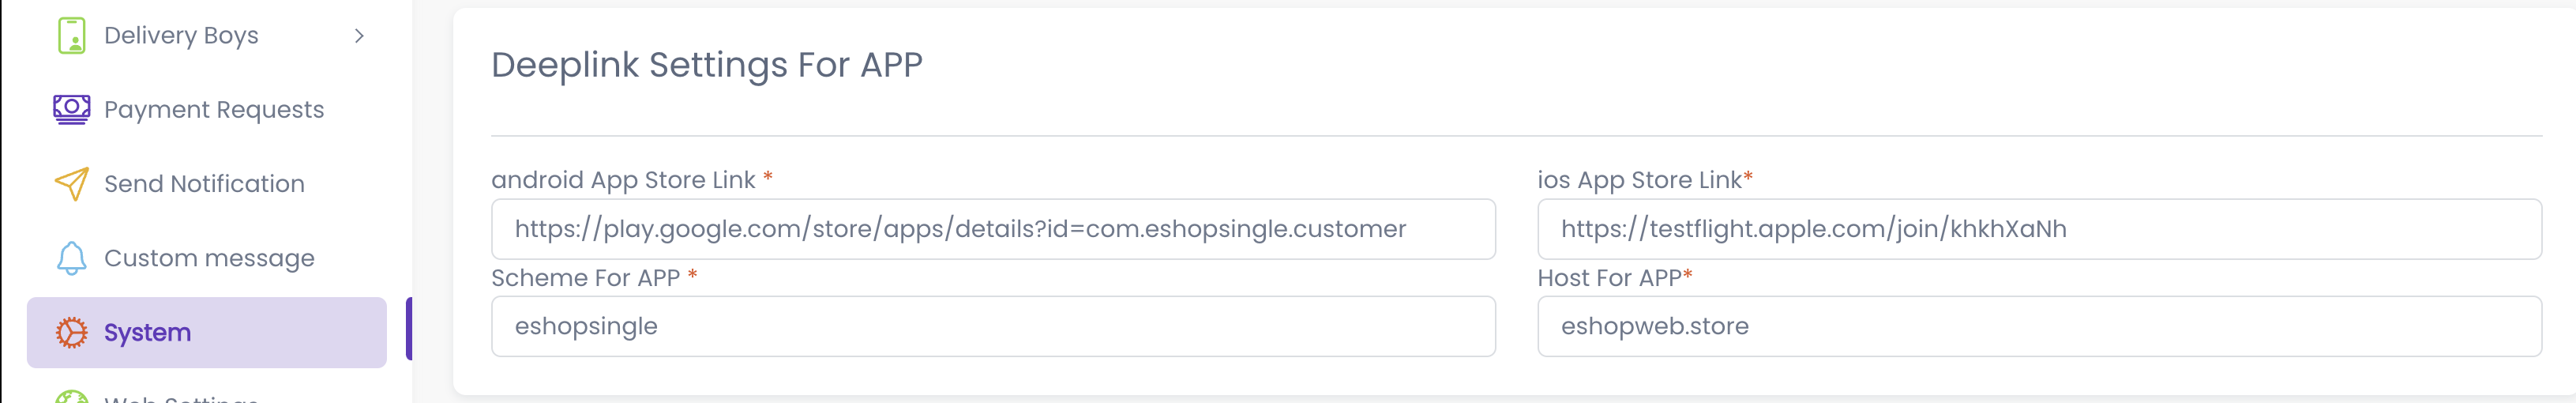 Delivery Boys
Payment Requests
Send Notification
Custom message
System
Web Settings
Deeplink Settings For APP
android App Store Link *
https://play.google.com/store/apps/details?id=com.eshopsingle.customer
ios App Store Link*
https://testflight.apple.com/join/khkhXaNh
Scheme For APP *
eshopsingle
Host For APP*
eshopweb.store